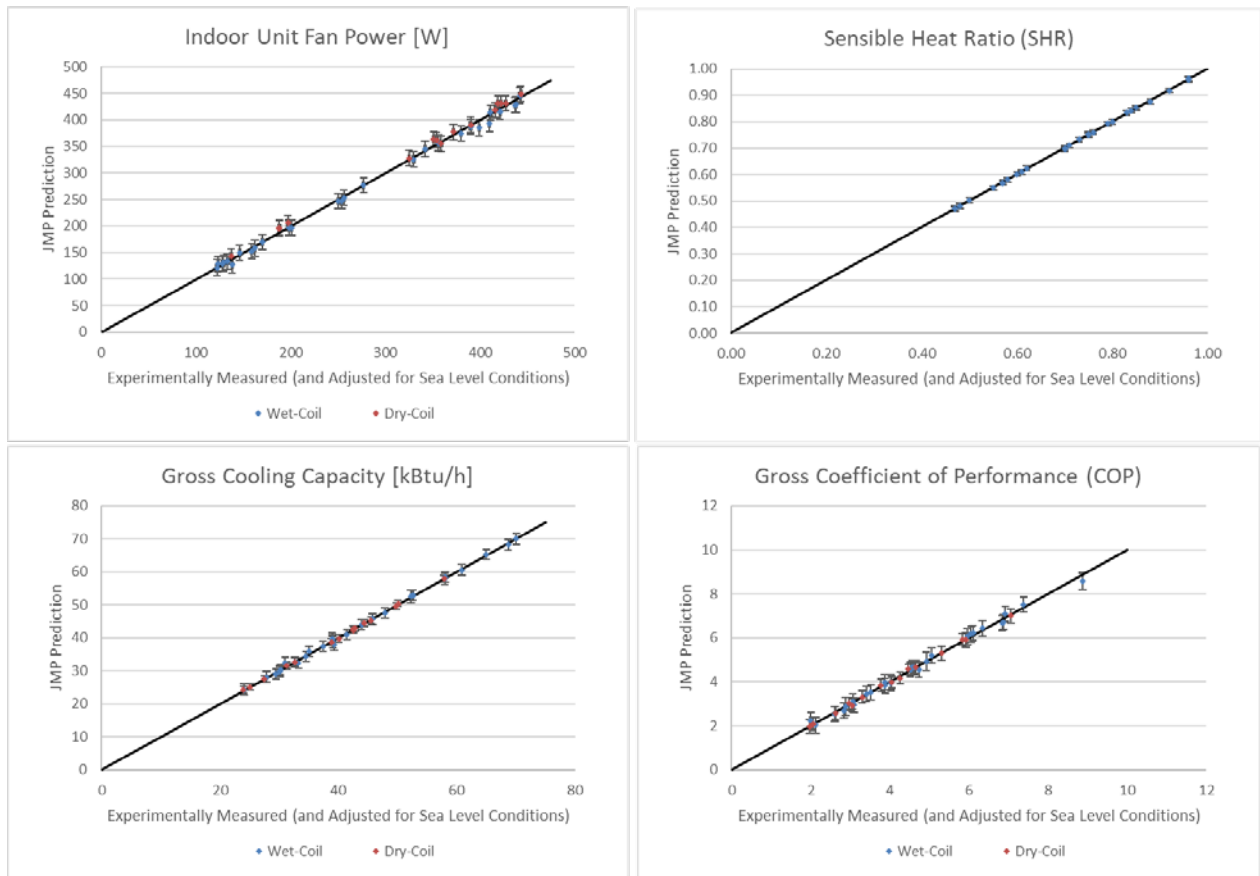 Indoor Unit Fan Power [W]
500
450
400
350
300
250
200
150
100
50
0
JMP Prediction
0 100 200 300 400 500
Experimentally Measured (and Adjusted for Sea Level Conditions)
Wet-Coil Dry-Coil
Sensible Heat Ratio (SHR)
1.00
0.90
0.80
0.70
0.60
0.50
0.40
0.30
0.20
0.10
0.00
JMP Prediction
0.00 0.20 0.40 0.60 0.80 1.00
Experimentally Measured (and Adjusted for Sea Level Conditions)
Gross Cooling Capacity [kBtu/h]
80
70
60
50
40
30
20
10
0
JMP Prediction
0 20 40 60 80
Experimentally Measured (and Adjusted for Sea Level Conditions)
Wet-Coil Dry-Coil
Gross Coefficient of Performance (COP)
12
10
8
6
4
2
0
JMP Prediction
0 2 4 6 8 10 12
Experimentally Measured (and Adjusted for Sea Level Conditions)
Wet-Coil Dry-Coil